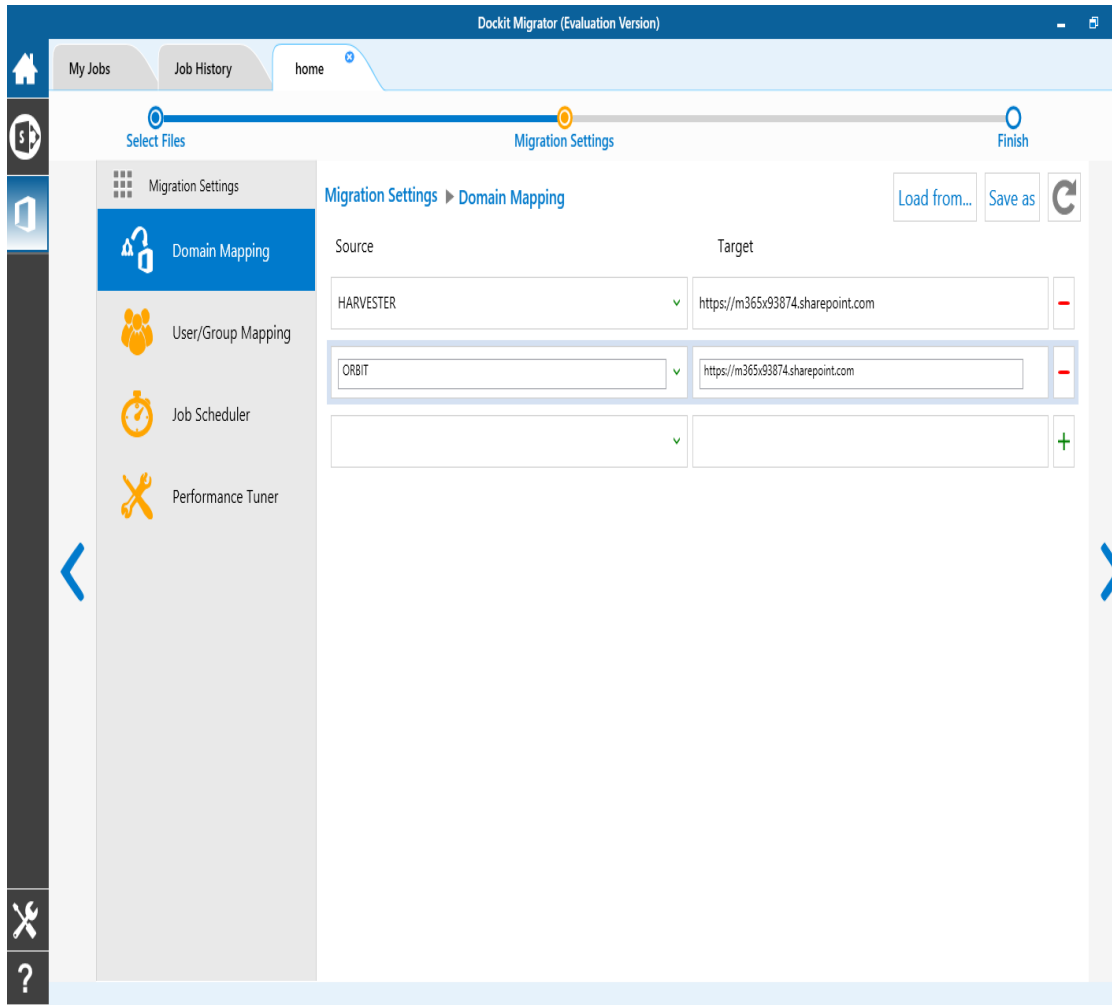 Dockit Migrator (Evaluation Version)
My Jobs
Job History
home
Select Files
Migration Settings
Finish
Migration Settings
Domain Mapping
User/Group Mapping
Job Scheduler
Performance Tuner
Migration Settings
Domain Mapping
Load from...
Save as
Source
Target
HARVESTER
https://m365x93874.sharepoint.com
ORBIT
https://m365x93874.sharepoint.com